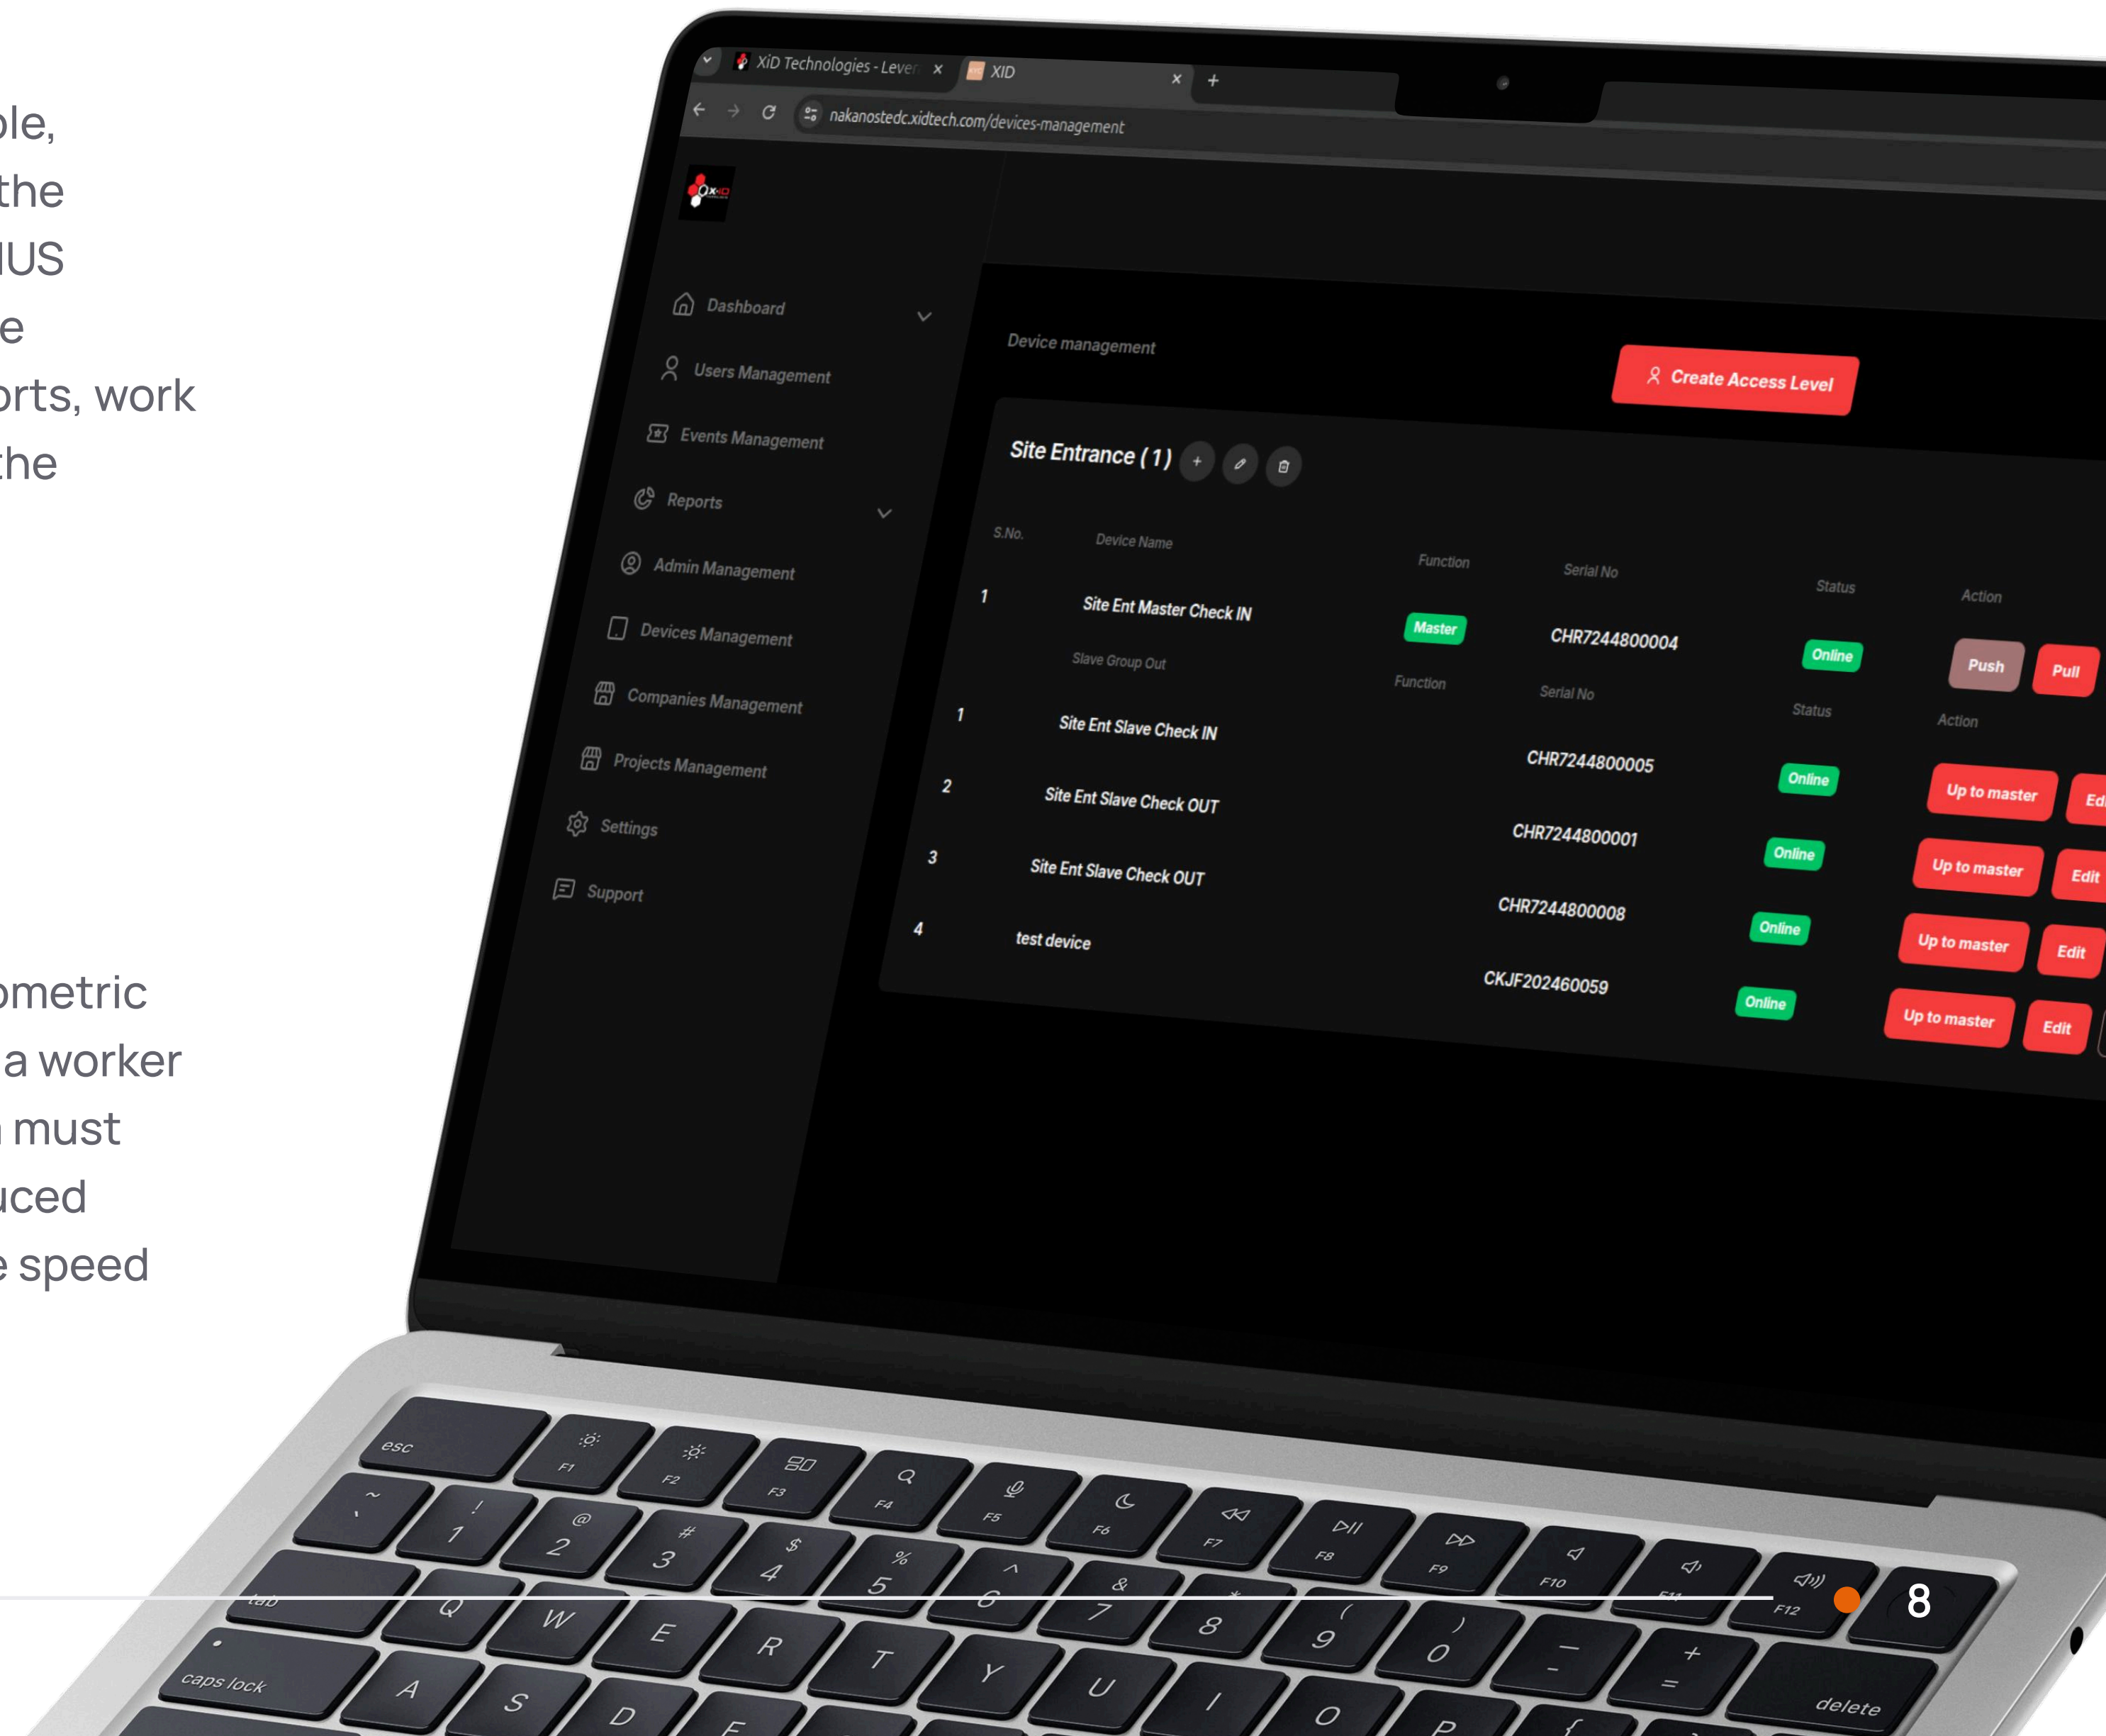 ple,
the
NUS
e
orts, work
the
ometric
a worker
must
uced
e speed
XiD Technologies - Lever
XID
nakanostedc.xidtech.com/devices-management
X-ID
Dashboard
Users Management
Events Management
Reports
Admin Management
Devices Management
Companies Management
Projects Management
Settings
Support
Device management
Create Access Level
Site Entrance ( 1 )
S.No. Device Name Function Serial No Status Action
1 Site Ent Master Check IN Master CHR7244800004 Online Push Pull
Slave Group Out Function Serial No Status Action
1 Site Ent Slave Check IN CHR7244800005 Online Up to master Edi
2 Site Ent Slave Check OUT CHR7244800001 Online Up to master Edit
3 Site Ent Slave Check OUT CHR7244800008 Online Up to master Edit
4 test device CKJF202460059 Online Up to master Edit
esc F1 F2 F3 F4 F5 F6 F7 F8 F9 F10 F11 F12
~ ! @ # $ % ^ & * ( ) — +
` 1 2 3 4 5 6 7 8 9 0 - =
delete
tab Q W E R T Y U I O P {
caps lock A S D F
8